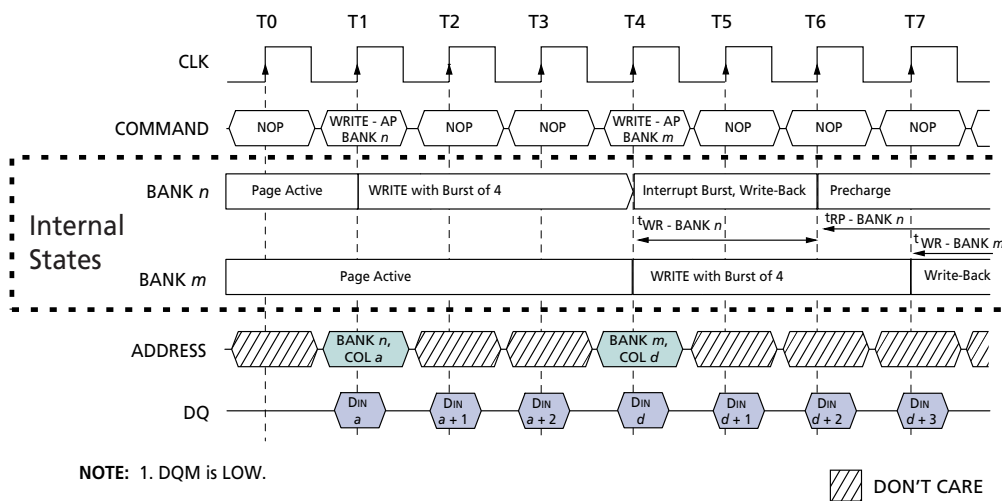 T0 T1 T2 T3 T4 T5 T6 T7
CLK
COMMAND NOP WRITE - AP BANK n NOP NOP WRITE - AP BANK m NOP NOP NOP
Internal States
BANK n Page Active WRITE with Burst of 4 Interrupt Burst, Write-Back Precharge
tWR - BANK n tRP - BANK n
tWR - BANK m
BANK m Page Active WRITE with Burst of 4 Write-Back
ADDRESS BANK n, COL a BANK m, COL d
DQ DIN a DIN a + 1 DIN a + 2 DIN d DIN d + 1 DIN d + 2 DIN d + 3
NOTE: 1. DQM is LOW.
DON'T CARE